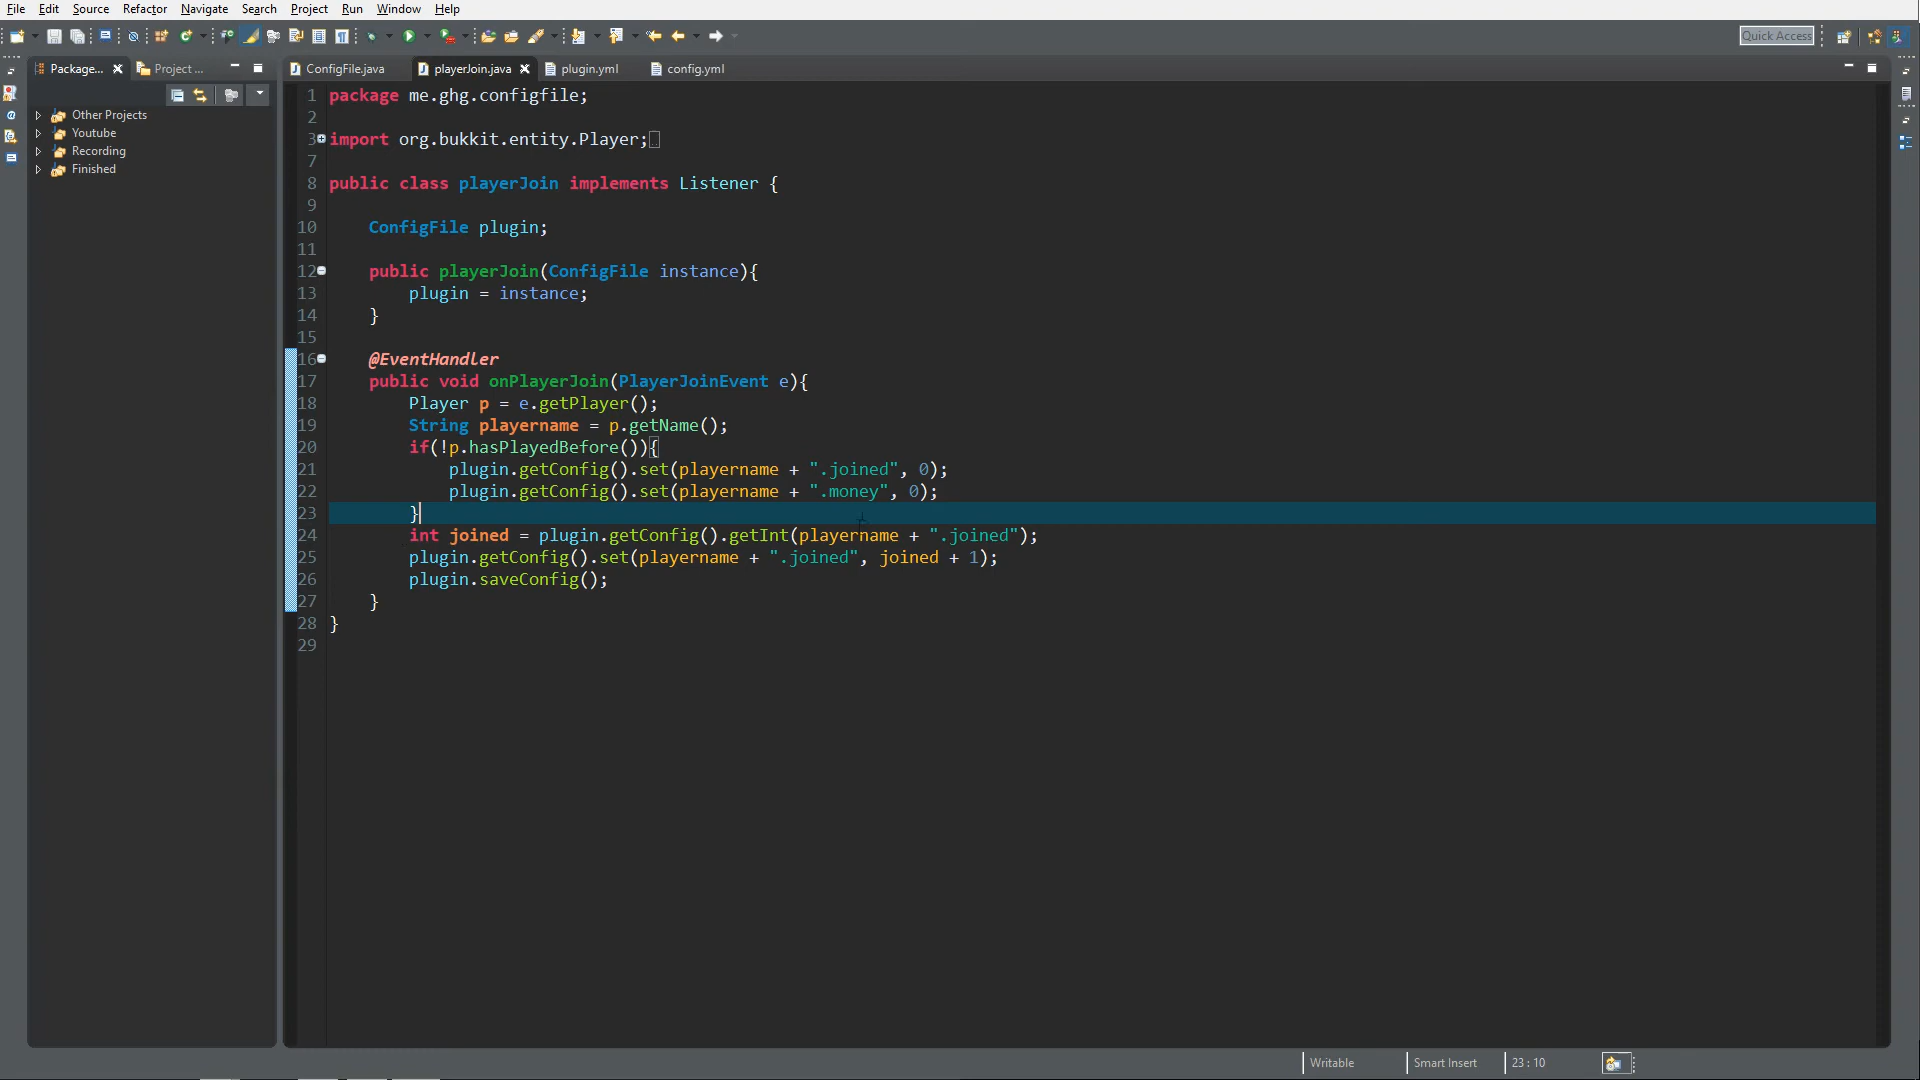 File Edit Source Refactor Navigate Search Project Run Window Help
Quick Access
Package... Project ... ConfigFile.java playerJoin.java plugin.yml config.yml
Other Projects
Youtube
Recording
Finished
1 package me.ghg.configfile;
2
3 import org.bukkit.entity.Player;
7
8 public class playerJoin implements Listener {
9
10 ConfigFile plugin;
11
12 public playerJoin(ConfigFile instance){
13 plugin = instance;
14 }
15
16 @EventHandler
17 public void onPlayerJoin(PlayerJoinEvent e){
18 Player p = e.getPlayer();
19 String playername = p.getName();
20 if(!p.hasPlayedBefore()){
21 plugin.getConfig().set(playername + ".joined", 0);
22 plugin.getConfig().set(playername + ".money", 0);
23 }
24 int joined = plugin.getConfig().getInt(playername + ".joined");
25 plugin.getConfig().set(playername + ".joined", joined + 1);
26 plugin.saveConfig();
27 }
28 }
29
Writable Smart Insert 23 : 10